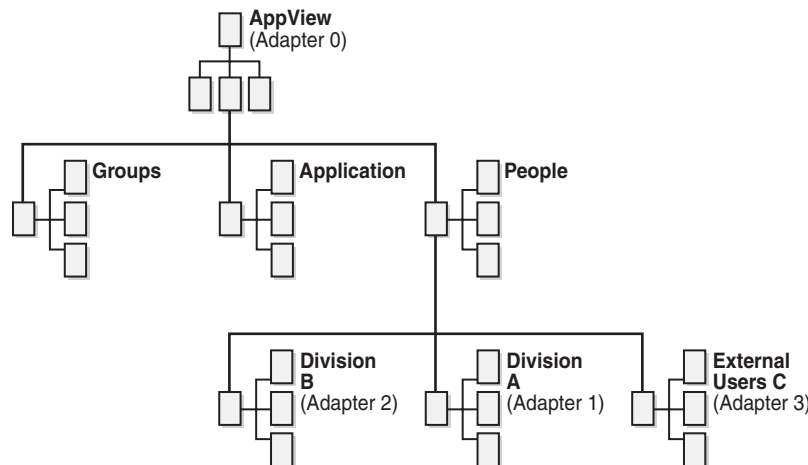 AppView
(Adapter 0)
Groups
Application
People
Division
B
(Adapter 2)
Division
A
(Adapter 1)
External
Users C
(Adapter 3)